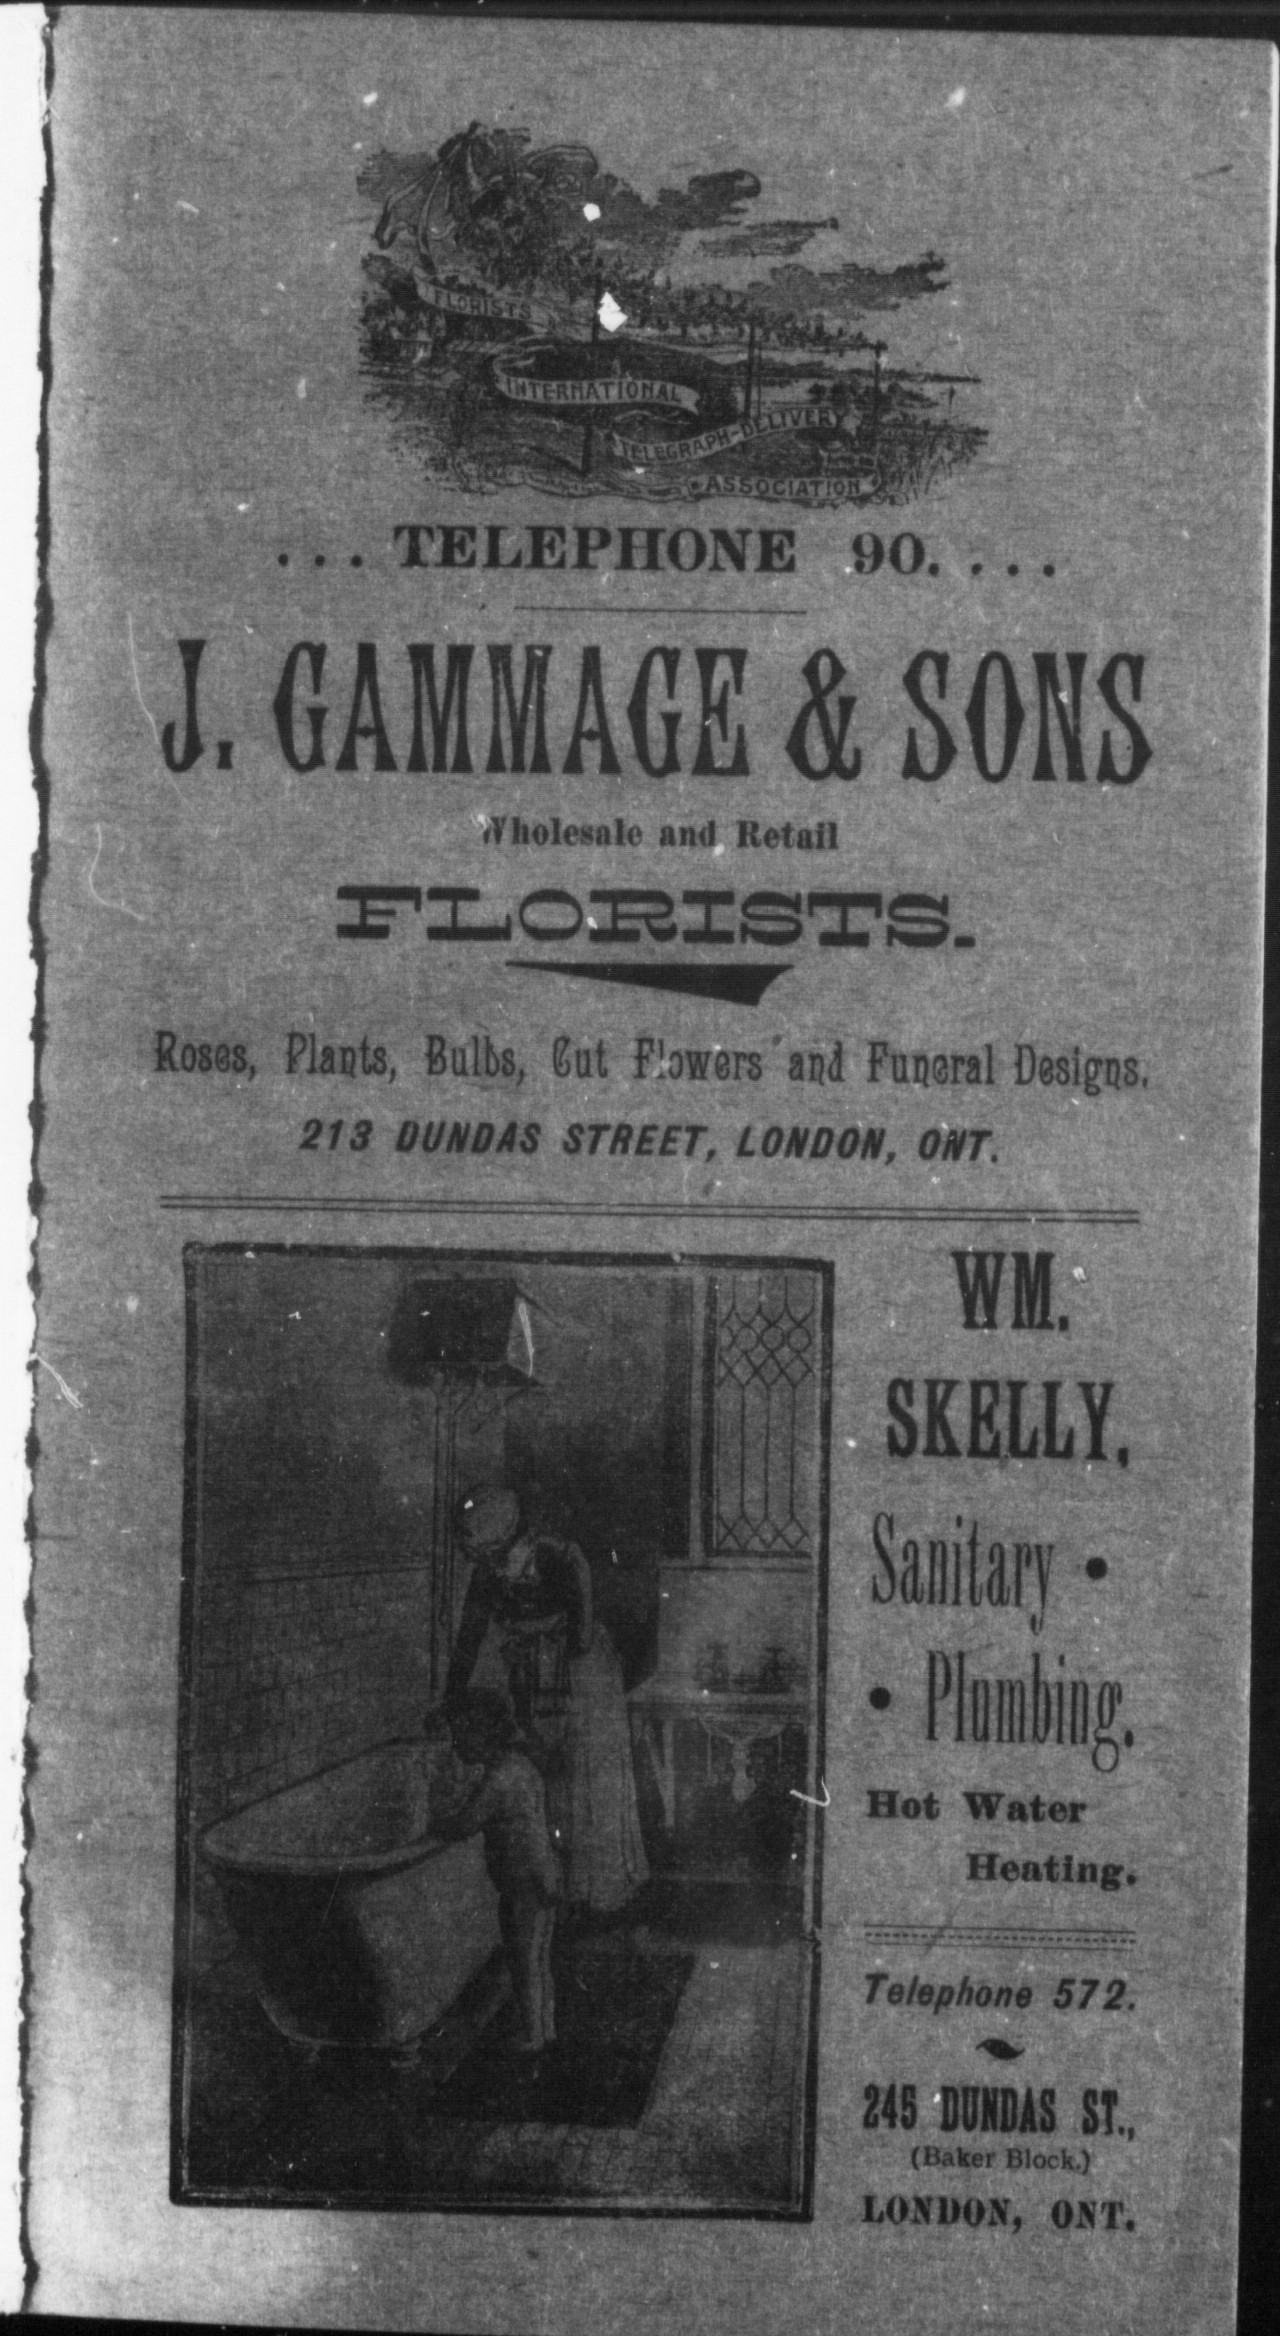 FLORISTS
INTERNATIONAL
TELEGRAPH-DELIVERY
ASSOCIATION
... TELEPHONE 90. ...
J. GAMMAGE & SONS
Wholesale and Retail
FLORISTS.
Roses, Plants, Bulbs, Cut Flowers and Funeral Designs.
213 DUNDAS STREET, LONDON, ONT.
WM.
SKELLY,
Sanitary •
• Plumbing.
Hot Water
Heating.
Telephone 572.
245 DUNDAS ST.,
(Baker Block.)
LONDON, ONT.